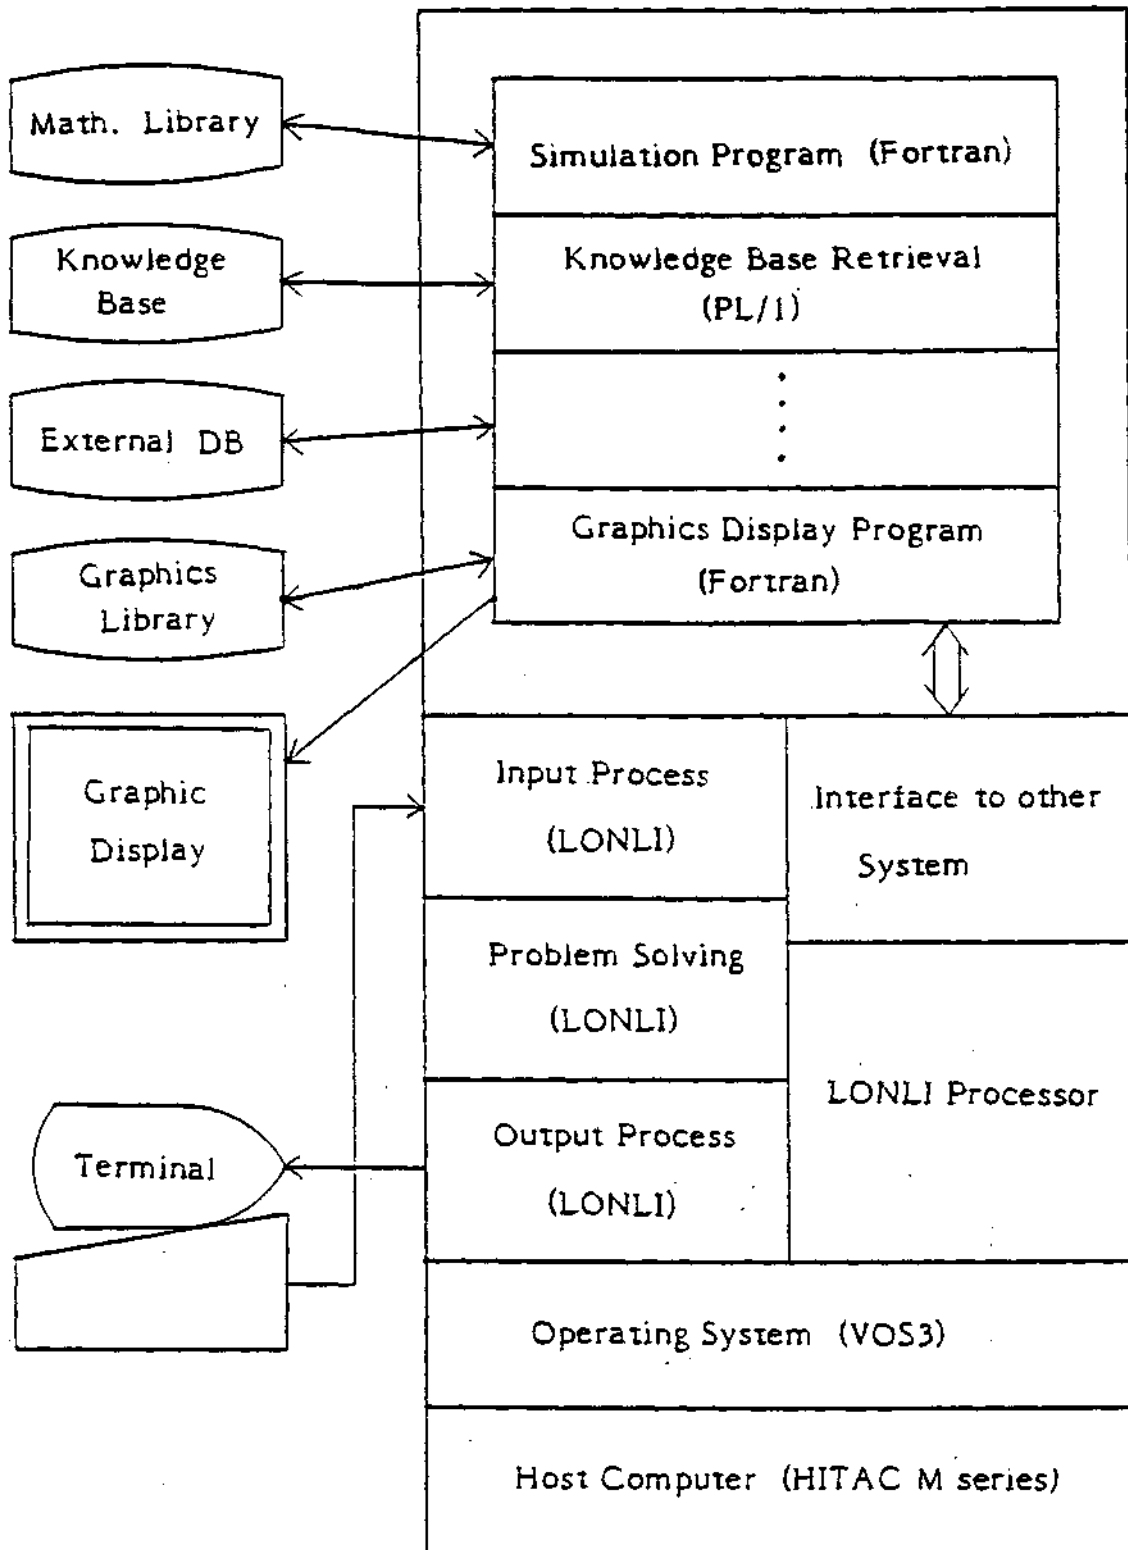 Math. Library
Simulation Program (Fortran)
Knowledge
Base
Knowledge Base Retrieval
(PL/1)
External DB
Graphics Display Program
(Fortran)
Graphics
Library
Graphic
Display
Input Process
(LONLI)
Interface to other
System
Problem Solving
(LONLI)
LONLI Processor
Output Process
(LONLI)
Terminal
Operating System (VOS3)
Host Computer (HITAC M series)